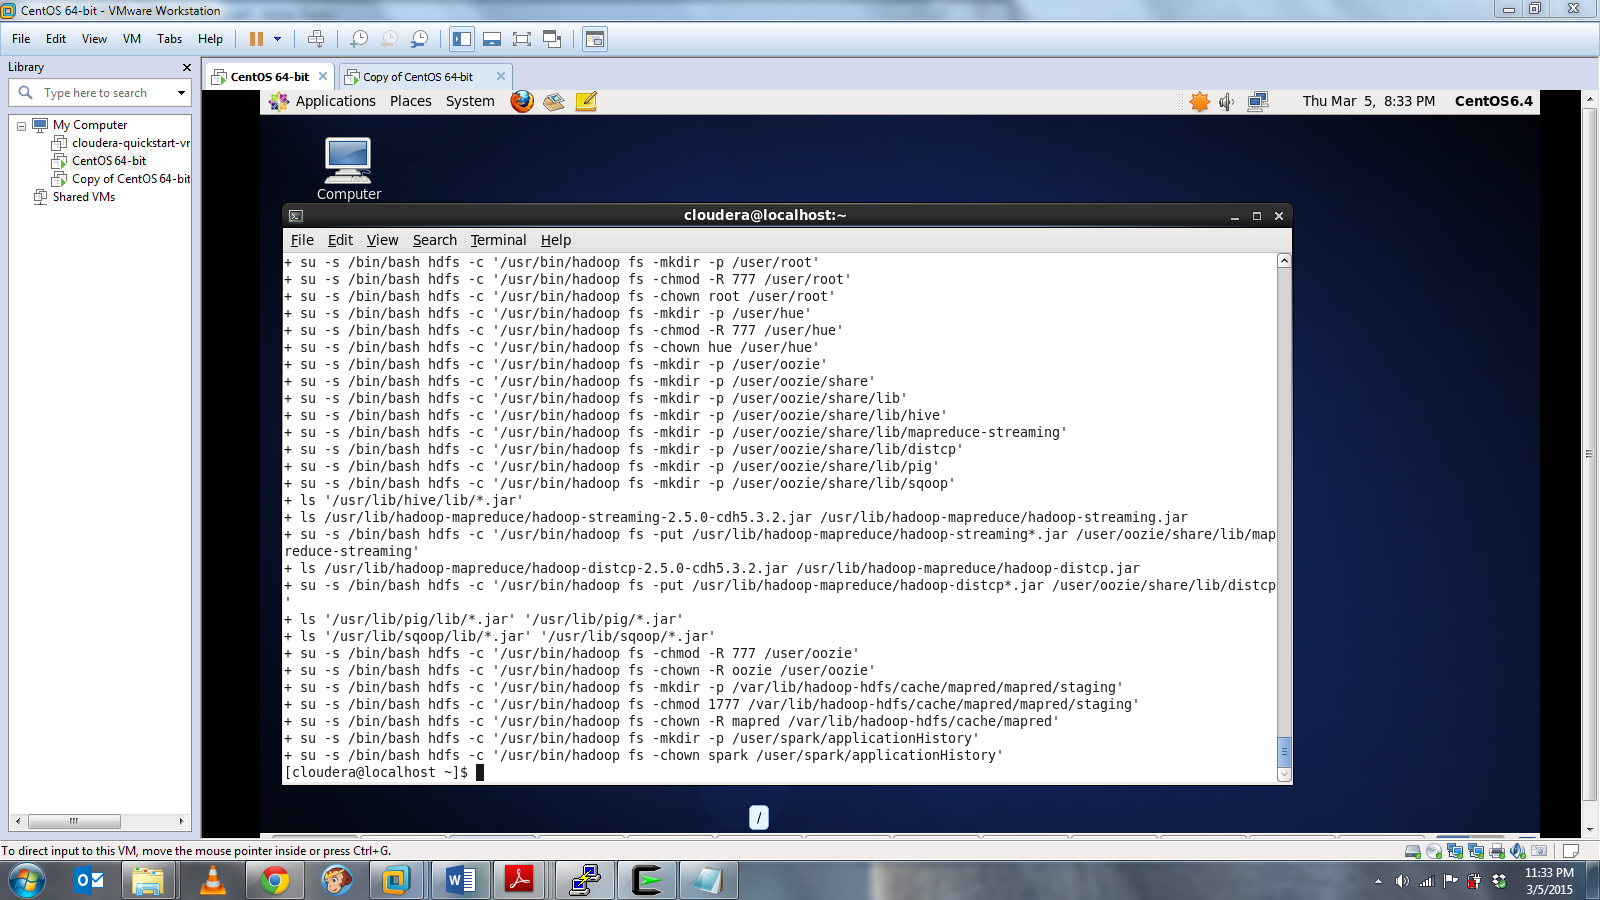 CentOS 64-bit - VMware Workstation
File Edit View VM Tabs Help
Library
Type here to search
My Computer
cloudera-quickstart-vr
CentOS 64-bit
Copy of CentOS 64-bit
Shared VMs
CentOS 64-bit
Copy of CentOS 64-bit
Applications Places System
Thu Mar 5, 8:33 PM CentOS6.4
Computer
cloudera@localhost:~
File Edit View Search Terminal Help
+ su -s /bin/bash hdfs -c '/usr/bin/hadoop fs -mkdir -p /user/root'
+ su -s /bin/bash hdfs -c '/usr/bin/hadoop fs -chmod -R 777 /user/root'
+ su -s /bin/bash hdfs -c '/usr/bin/hadoop fs -chown root /user/root'
+ su -s /bin/bash hdfs -c '/usr/bin/hadoop fs -mkdir -p /user/hue'
+ su -s /bin/bash hdfs -c '/usr/bin/hadoop fs -chmod -R 777 /user/hue'
+ su -s /bin/bash hdfs -c '/usr/bin/hadoop fs -chown hue /user/hue'
+ su -s /bin/bash hdfs -c '/usr/bin/hadoop fs -mkdir -p /user/oozie'
+ su -s /bin/bash hdfs -c '/usr/bin/hadoop fs -mkdir -p /user/oozie/share'
+ su -s /bin/bash hdfs -c '/usr/bin/hadoop fs -mkdir -p /user/oozie/share/lib'
+ su -s /bin/bash hdfs -c '/usr/bin/hadoop fs -mkdir -p /user/oozie/share/lib/hive'
+ su -s /bin/bash hdfs -c '/usr/bin/hadoop fs -mkdir -p /user/oozie/share/lib/mapreduce-streaming'
+ su -s /bin/bash hdfs -c '/usr/bin/hadoop fs -mkdir -p /user/oozie/share/lib/distcp'
+ su -s /bin/bash hdfs -c '/usr/bin/hadoop fs -mkdir -p /user/oozie/share/lib/pig'
+ su -s /bin/bash hdfs -c '/usr/bin/hadoop fs -mkdir -p /user/oozie/share/lib/sqoop'
+ ls '/usr/lib/hive/lib/*.jar'
+ ls /usr/lib/hadoop-mapreduce/hadoop-streaming-2.5.0-cdh5.3.2.jar /usr/lib/hadoop-mapreduce/hadoop-streaming.jar
+ su -s /bin/bash hdfs -c '/usr/bin/hadoop fs -put /usr/lib/hadoop-mapreduce/hadoop-streaming*.jar /user/oozie/share/lib/map
reduce-streaming'
+ ls /usr/lib/hadoop-mapreduce/hadoop-distcp-2.5.0-cdh5.3.2.jar /usr/lib/hadoop-mapreduce/hadoop-distcp.jar
+ su -s /bin/bash hdfs -c '/usr/bin/hadoop fs -put /usr/lib/hadoop-mapreduce/hadoop-distcp*.jar /user/oozie/share/lib/distcp
'
+ ls '/usr/lib/pig/lib/*.jar' '/usr/lib/pig/*.jar'
+ ls '/usr/lib/sqoop/lib/*.jar' '/usr/lib/sqoop/*.jar'
+ su -s /bin/bash hdfs -c '/usr/bin/hadoop fs -chmod -R 777 /user/oozie'
+ su -s /bin/bash hdfs -c '/usr/bin/hadoop fs -chown -R oozie /user/oozie'
+ su -s /bin/bash hdfs -c '/usr/bin/hadoop fs -mkdir -p /var/lib/hadoop-hdfs/cache/mapred/mapred/staging'
+ su -s /bin/bash hdfs -c '/usr/bin/hadoop fs -chmod 1777 /var/lib/hadoop-hdfs/cache/mapred/mapred/staging'
+ su -s /bin/bash hdfs -c '/usr/bin/hadoop fs -chown -R mapred /var/lib/hadoop-hdfs/cache/mapred'
+ su -s /bin/bash hdfs -c '/usr/bin/hadoop fs -mkdir -p /user/spark/applicationHistory'
+ su -s /bin/bash hdfs -c '/usr/bin/hadoop fs -chown spark /user/spark/applicationHistory'
[cloudera@localhost ~]$
/
To direct input to this VM, move the mouse pointer inside or press Ctrl+G.
11:33 PM
3/5/2015